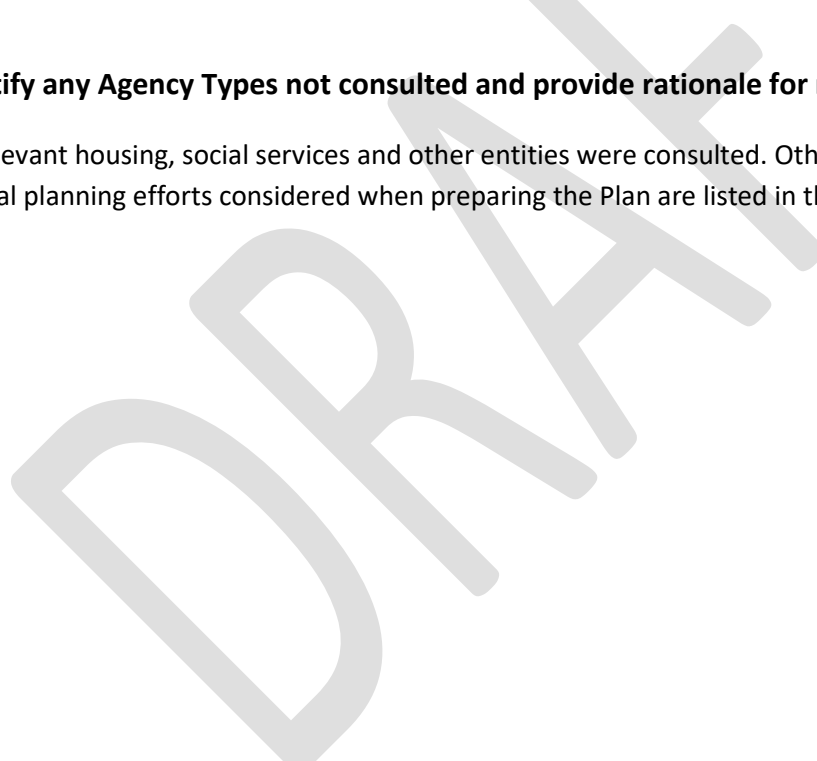 tify any Agency Types not consulted and provide rationale for
evant housing, social services and other entities were consulted. Oth
al planning efforts considered when preparing the Plan are listed in th
DRAF